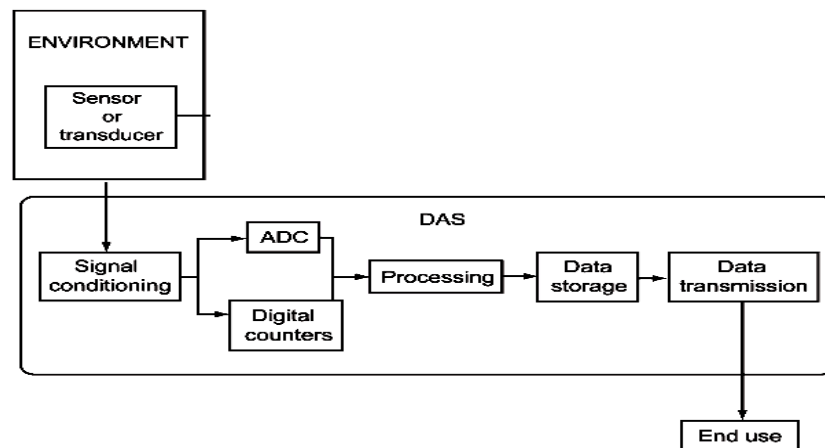 ENVIRONMENT
Sensor
or
transducer
DAS
Signal
conditioning
ADC
Digital
counters
Processing
Data
storage
Data
transmission
End use